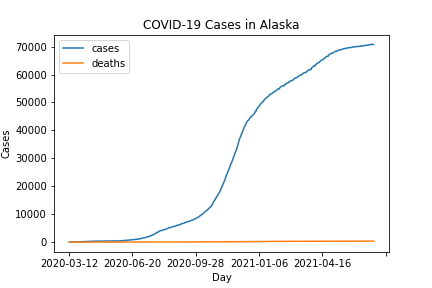 COVID-19 Cases in Alaska
cases
deaths
70000
60000
50000
40000
30000
20000
10000
0
Cases
2020-03-12 2020-06-20 2020-09-28 2021-01-06 2021-04-16
Day